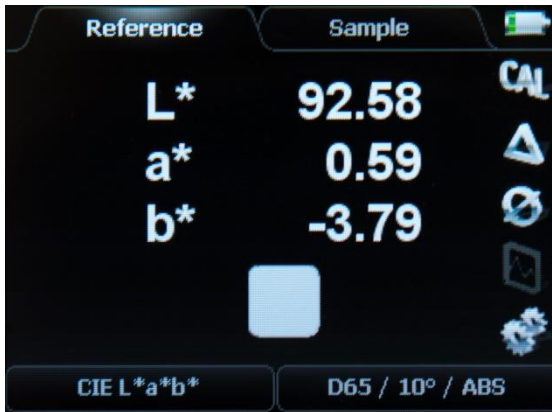 Reference Sample
CAL
L* 92.58
a* 0.59
b* -3.79
CIE L*a*b* D65 / 10° / ABS